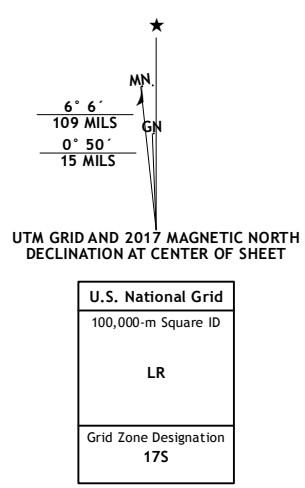 ★
MN.
6° 6´
109 MILS
GN
0° 50´
15 MILS
UTM GRID AND 2017 MAGNETIC NORTH
DECLINATION AT CENTER OF SHEET
U.S. National Grid
100,000-m Square ID
LR
Grid Zone Designation
17S